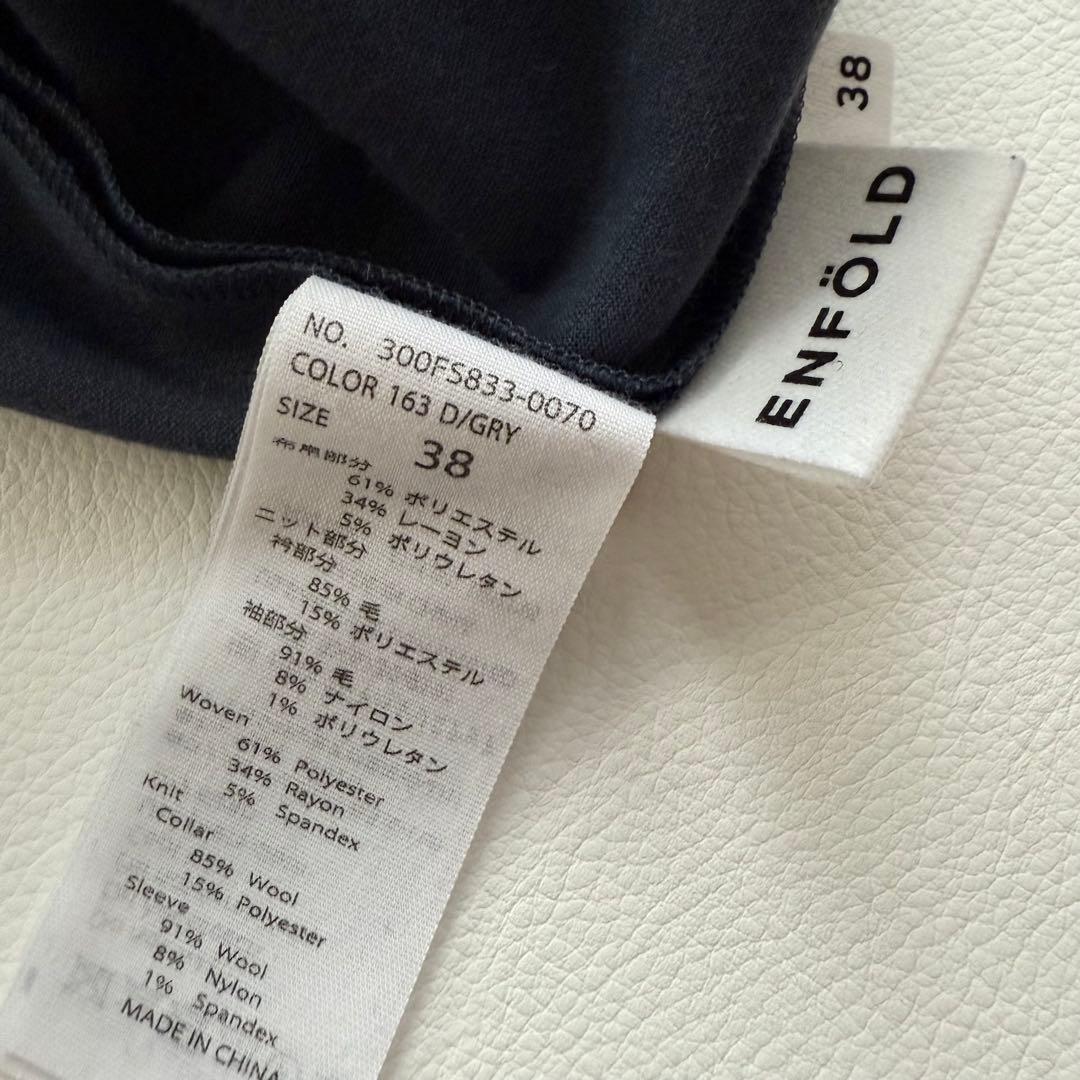 38
ENFÖLD
NO. 300FS833-0070
COLOR 163 D/GRY
SIZE 38
布帛部分
61% ポリエステル
34% レーヨン
5% ポリウレタン
ニット部分
衿部分
85% 毛
15% ポリエステル
袖部分
91% 毛
8% ナイロン
1% ポリウレタン
Woven
61% Polyester
34% Rayon
5% Spandex
Knit
Collar
85% Wool
15% Polyester
Sleeve
91% Wool
8% Nylon
1% Spandex
MADE IN CHINA